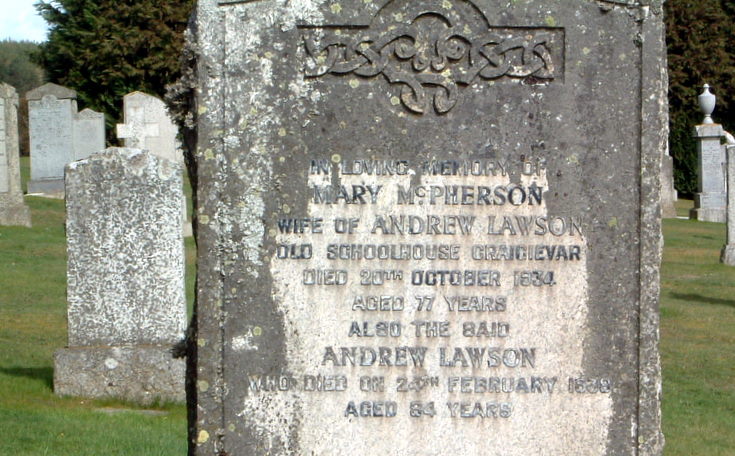 IN LOVING MEMORY OF
MARY McPHERSON
WIFE OF ANDREW LAWSON
OLD SCHOOLHOUSE CRAIGIEVAR
DIED 20TH OCTOBER 1934
AGED 77 YEARS
ALSO THE SAID
ANDREW LAWSON
WHO DIED ON FEBRUARY
AGED 84 YEARS